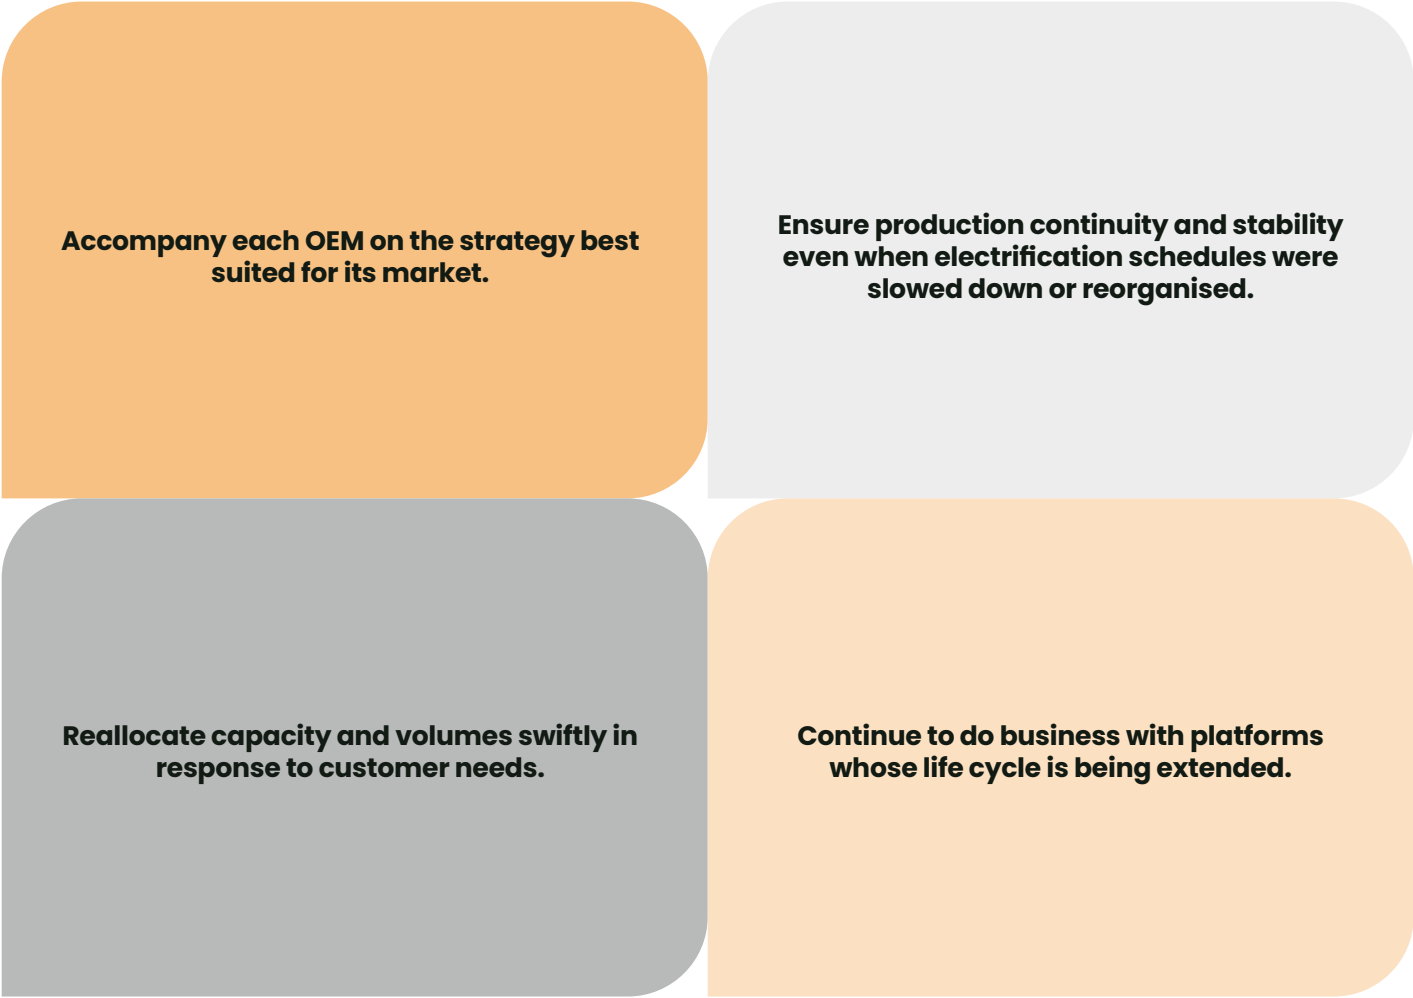 Accompany each OEM on the strategy best
suited for its market.
Ensure production continuity and stability
even when electrification schedules were
slowed down or reorganised.
Reallocate capacity and volumes swiftly in
response to customer needs.
Continue to do business with platforms
whose life cycle is being extended.